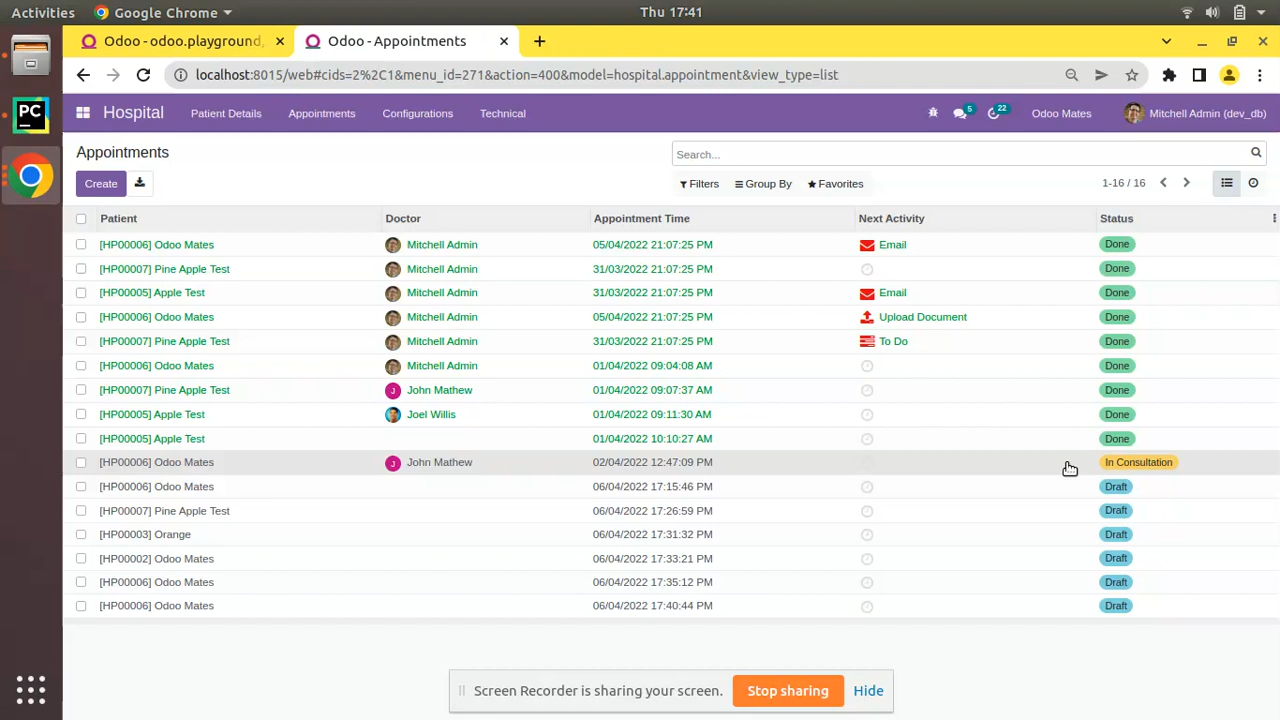 Activities Google Chrome Thu 17:41
Odoo - odoo.playground, Odoo - Appointments
localhost:8015/web#cids=2%2C1&menu_id=271&action=400&model=hospital.appointment&view_type=list
Hospital Patient Details Appointments Configurations Technical 5 22 Odoo Mates Mitchell Admin (dev_db)
Appointments Search...
Create Filters Group By Favorites 1-16 / 16
Patient Doctor Appointment Time Next Activity Status
[HP00006] Odoo Mates Mitchell Admin 05/04/2022 21:07:25 PM Email Done
[HP00007] Pine Apple Test Mitchell Admin 31/03/2022 21:07:25 PM Done
[HP00005] Apple Test Mitchell Admin 31/03/2022 21:07:25 PM Email Done
[HP00006] Odoo Mates Mitchell Admin 05/04/2022 21:07:25 PM Upload Document Done
[HP00007] Pine Apple Test Mitchell Admin 31/03/2022 21:07:25 PM To Do Done
[HP00006] Odoo Mates Mitchell Admin 01/04/2022 09:04:08 AM Done
[HP00007] Pine Apple Test J John Mathew 01/04/2022 09:07:37 AM Done
[HP00005] Apple Test Joel Willis 01/04/2022 09:11:30 AM Done
[HP00005] Apple Test 01/04/2022 10:10:27 AM Done
[HP00006] Odoo Mates J John Mathew 02/04/2022 12:47:09 PM In Consultation
[HP00006] Odoo Mates 06/04/2022 17:15:46 PM Draft
[HP00007] Pine Apple Test 06/04/2022 17:26:59 PM Draft
[HP00003] Orange 06/04/2022 17:31:32 PM Draft
[HP00002] Odoo Mates 06/04/2022 17:33:21 PM Draft
[HP00006] Odoo Mates 06/04/2022 17:35:12 PM Draft
[HP00006] Odoo Mates 06/04/2022 17:40:44 PM Draft
Screen Recorder is sharing your screen. Stop sharing Hide
PC